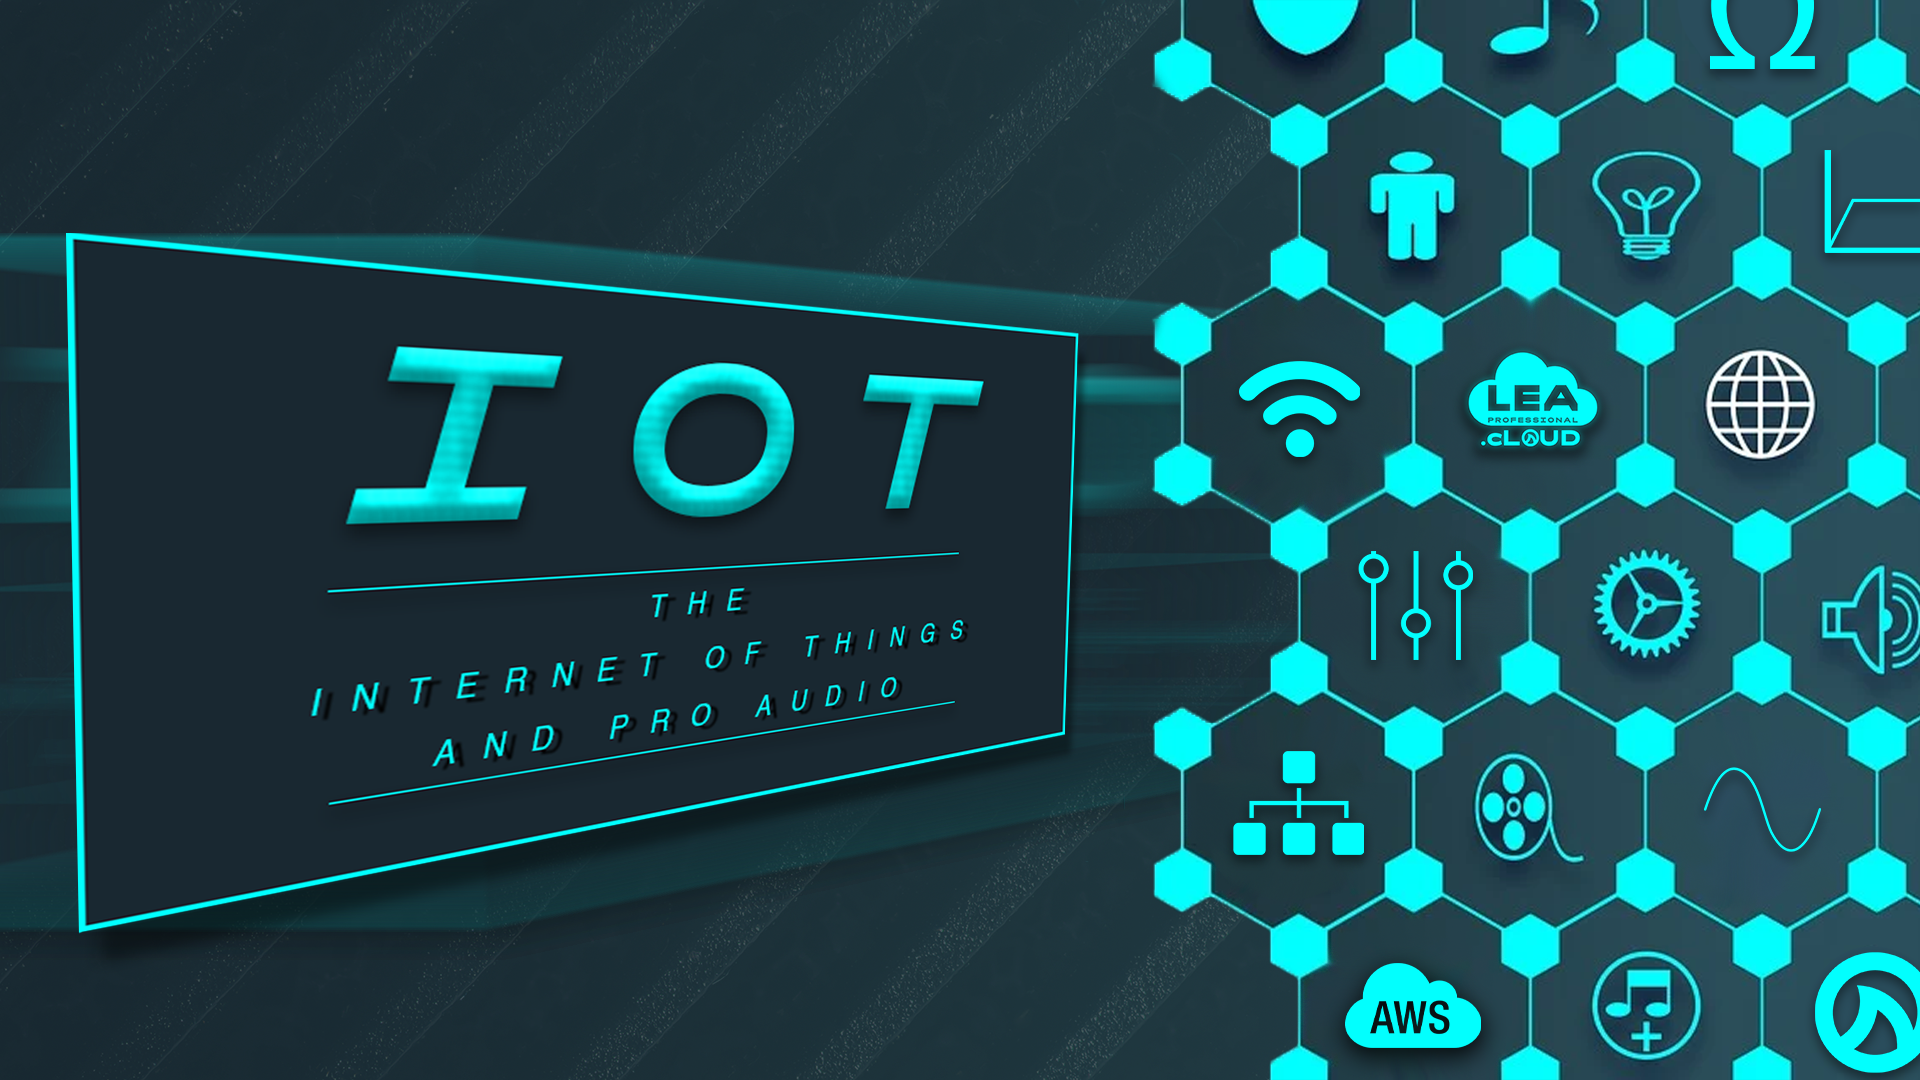 IOT
THE
INTERNET OF THINGS
AND PRO AUDIO
Ω
LEA
PROFESSIONAL
.CLOUD
AWS